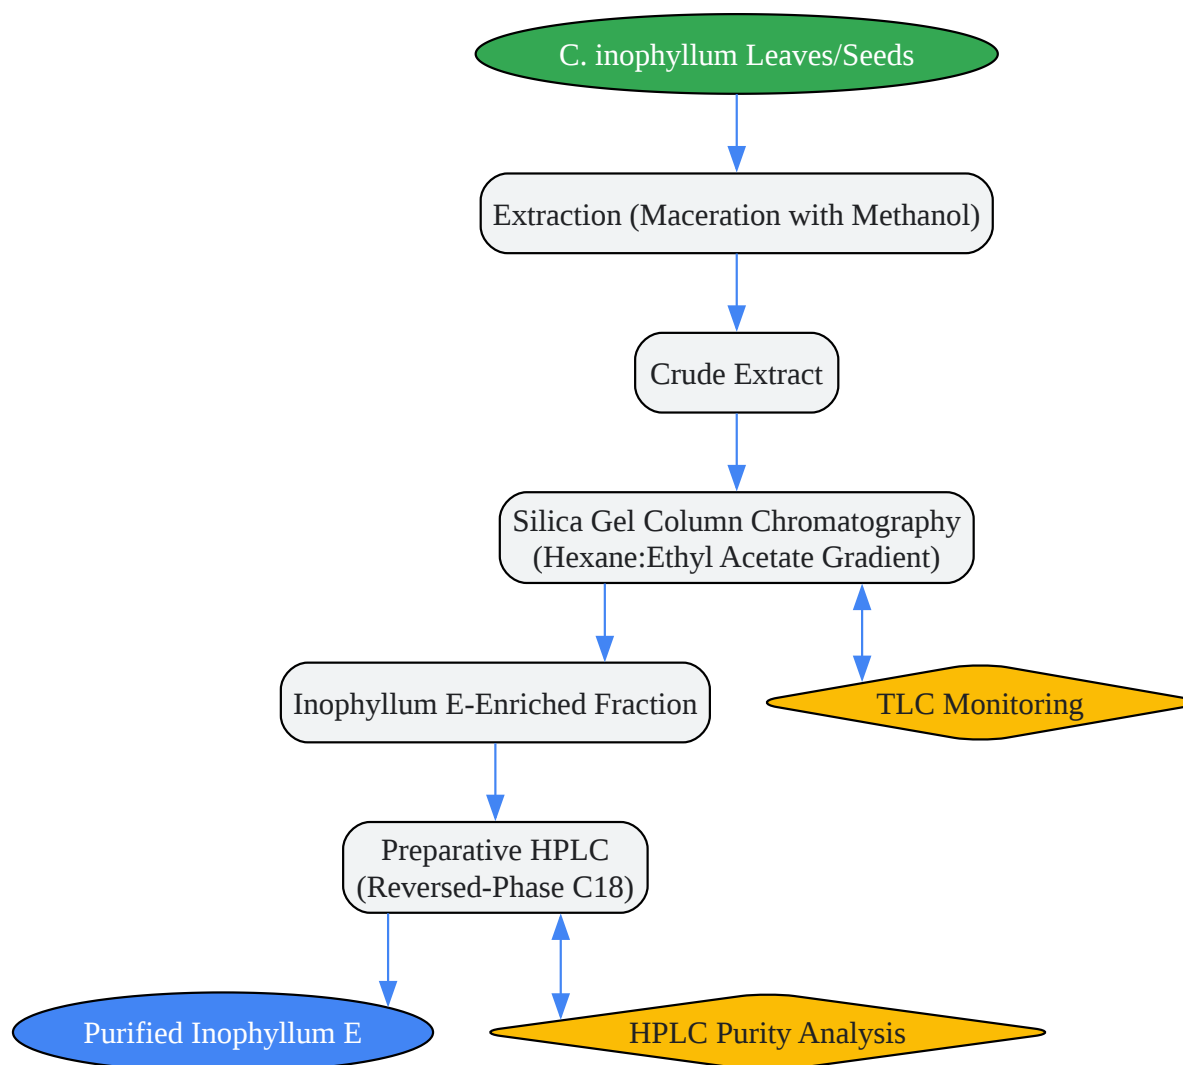 C. inophyllum Leaves/Seeds
Extraction (Maceration with Methanol)
Crude Extract
Silica Gel Column Chromatography
(Hexane:Ethyl Acetate Gradient)
Inophyllum E-Enriched Fraction
TLC Monitoring
Preparative HPLC
(Reversed-Phase C18)
Purified Inophyllum E
HPLC Purity Analysis